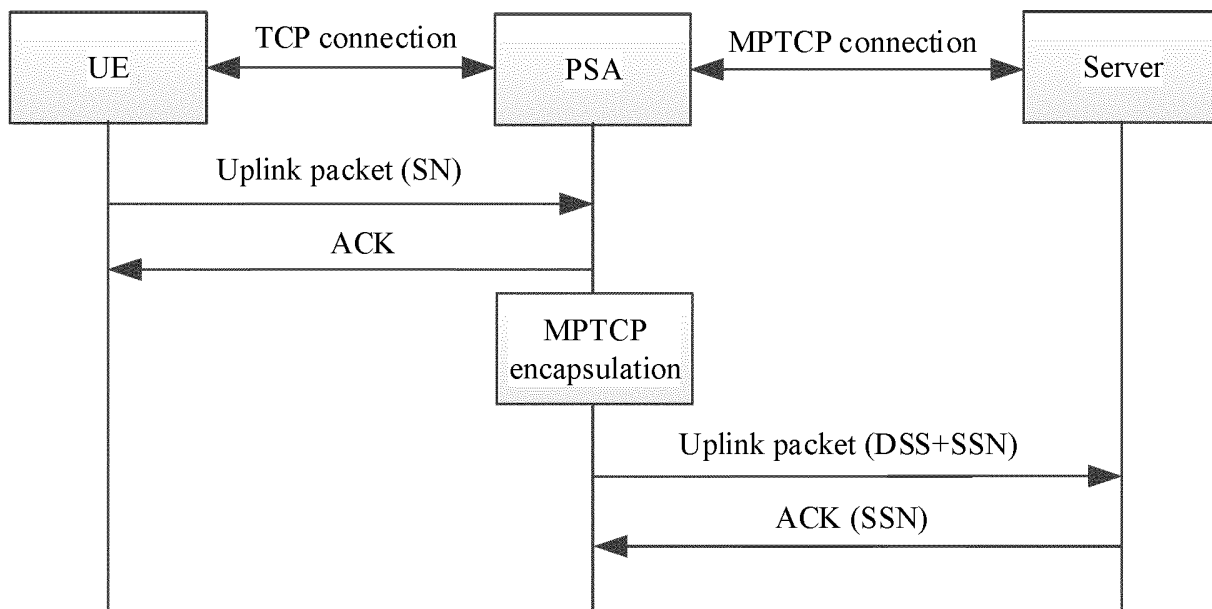 UE
TCP connection
PSA
MPTCP connection
Server
Uplink packet (SN)
ACK
MPTCP
encapsulation
Uplink packet (DSS+SSN)
ACK (SSN)